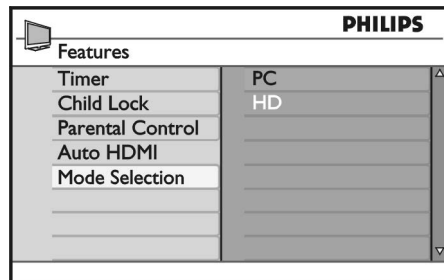 PHILIPS
Features
Timer
PC
Child Lock
HD
Parental Control
Auto HDMI
Mode Selection